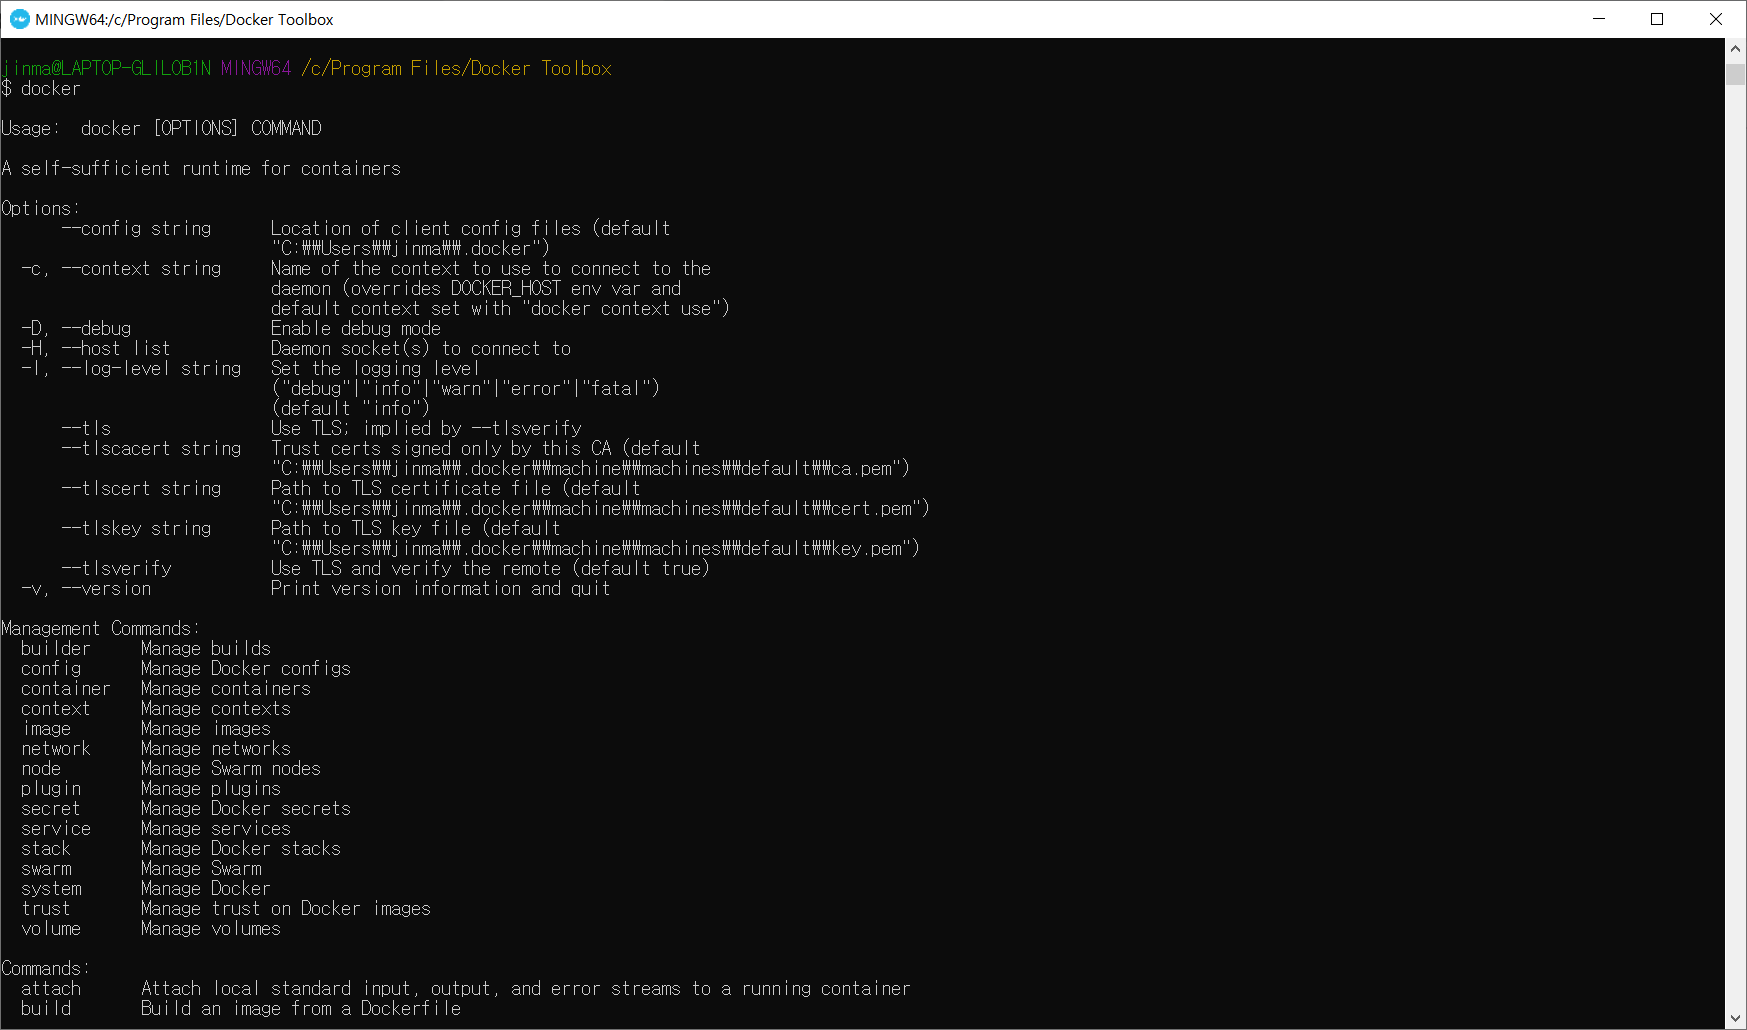 MINGW64:/c/Program Files/Docker Toolbox
jinma@LAPTOP-GLILOB1N MINGW64 /c/Program Files/Docker Toolbox
$ docker
Usage:  docker [OPTIONS] COMMAND
A self-sufficient runtime for containers
Options:
      --config string      Location of client config files (default
                           "C:₩₩Users₩₩jinma₩₩.docker")
  -c, --context string     Name of the context to use to connect to the
                           daemon (overrides DOCKER_HOST env var and
                           default context set with "docker context use")
  -D, --debug              Enable debug mode
  -H, --host list          Daemon socket(s) to connect to
  -l, --log-level string   Set the logging level
                           ("debug"|"info"|"warn"|"error"|"fatal")
                           (default "info")
      --tls                Use TLS; implied by --tlsverify
      --tlscacert string   Trust certs signed only by this CA (default
                           "C:₩₩Users₩₩jinma₩₩.docker₩₩machine₩₩machines₩₩default₩₩ca.pem")
      --tlscert string     Path to TLS certificate file (default
                           "C:₩₩Users₩₩jinma₩₩.docker₩₩machine₩₩machines₩₩default₩₩cert.pem")
      --tlskey string      Path to TLS key file (default
                           "C:₩₩Users₩₩jinma₩₩.docker₩₩machine₩₩machines₩₩default₩₩key.pem")
      --tlsverify          Use TLS and verify the remote (default true)
  -v, --version            Print version information and quit
Management Commands:
  builder     Manage builds
  config      Manage Docker configs
  container   Manage containers
  context     Manage contexts
  image       Manage images
  network     Manage networks
  node        Manage Swarm nodes
  plugin      Manage plugins
  secret      Manage Docker secrets
  service     Manage services
  stack       Manage Docker stacks
  swarm       Manage Swarm
  system      Manage Docker
  trust       Manage trust on Docker images
  volume      Manage volumes
Commands:
  attach      Attach local standard input, output, and error streams to a running container
  build       Build an image from a Dockerfile